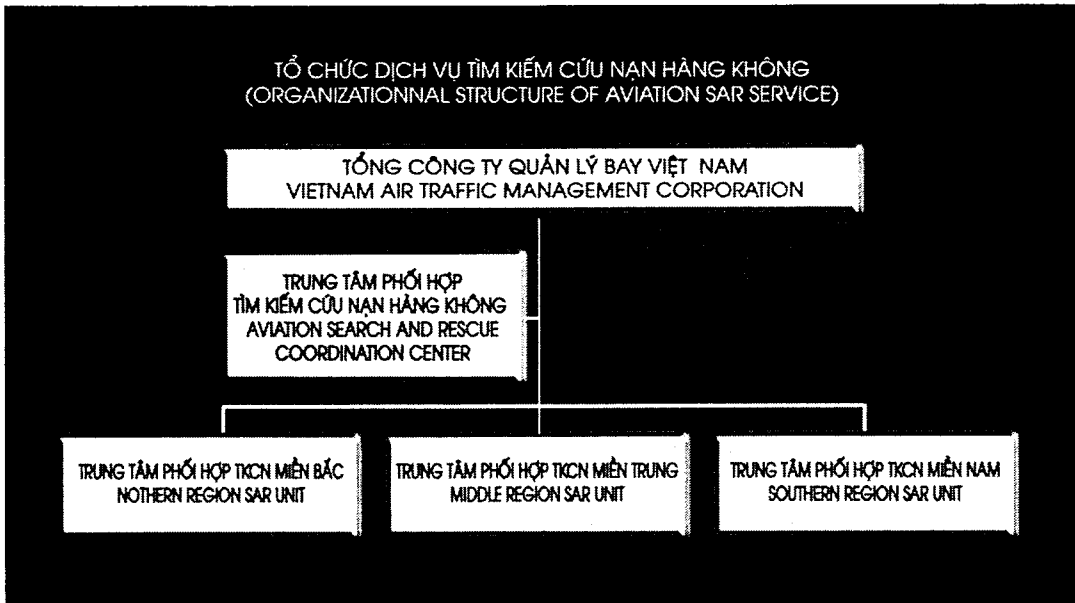 TỔ CHỨC DỊCH VỤ TÌM KIẾM CỨU NẠN HÀNG KHÔNG
(ORGANIZATIONNAL STRUCTURE OF AVIATION SAR SERVICE)
TỔNG CÔNG TY QUẢN LÝ BAY VIỆT NAM
VIETNAM AIR TRAFFIC MANAGEMENT CORPORATION
TRUNG TÂM PHỐI HỢP
TÌM KIẾM CỨU NẠN HÀNG KHÔNG
AVIATION SEARCH AND RESCUE
COORDINATION CENTER
TRUNG TÂM PHỐI HỢP TKCN MIỀN BẮC
NOTHERN REGION SAR UNIT
TRUNG TÂM PHỐI HỢP TKCN MIỀN TRUNG
MIDDLE REGION SAR UNIT
TRUNG TÂM PHỐI HỢP TKCN MIỀN NAM
SOUTHERN REGION SAR UNIT